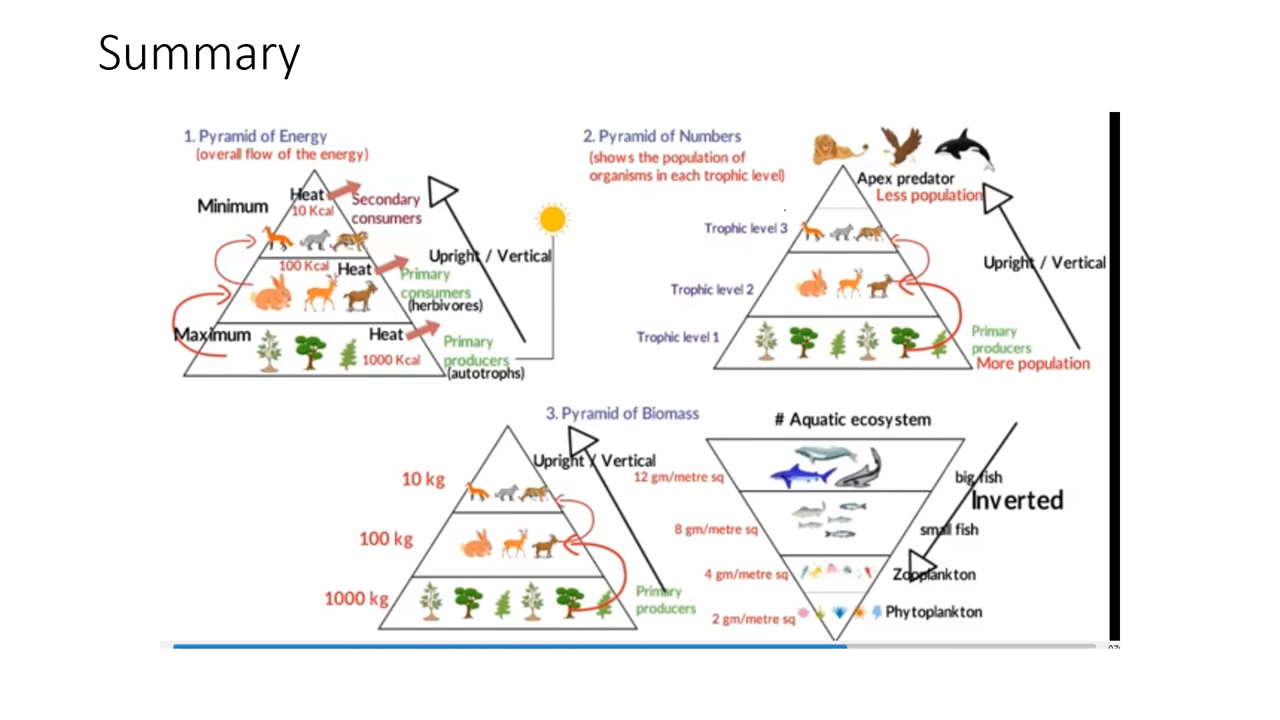 Summary
1. Pyramid of Energy
(overall flow of the energy)
Heat
10 Kcal
Secondary
consumers
Minimum
Upright / Vertical
100 Kcal
Heat
Primary
consumers
(herbivores)
Maximum
Heat
1000 Kcal
Primary
producers
(autotrophs)
2. Pyramid of Numbers
(shows the population of
organisms in each trophic level)
Apex predator
Less population
Trophic level 3
Upright / Vertical
Trophic level 2
Trophic level 1
Primary
producers
More population
3. Pyramid of Biomass
Upright / Vertical
10 kg
100 kg
1000 kg
Primary
producers
# Aquatic ecosystem
12 gm/metre sq
big fish
Inverted
8 gm/metre sq
small fish
4 gm/metre sq
Zooplankton
2 gm/metre sq
Phytoplankton